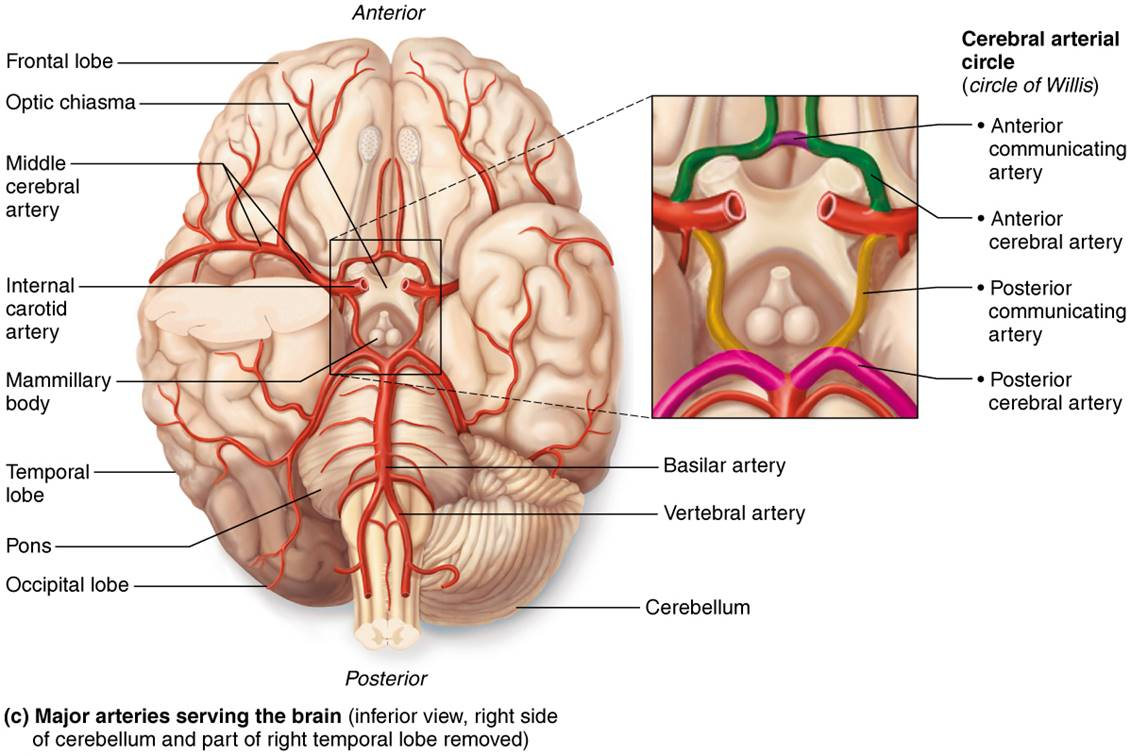 Anterior
Frontal lobe
Optic chiasma
Middle
cerebral
artery
Internal
carotid
artery
Mammillary
body
Temporal
lobe
Pons
Occipital lobe
Cerebral arterial
circle
(circle of Willis)
• Anterior
communicating
artery
• Anterior
cerebral artery
• Posterior
communicating
artery
• Posterior
cerebral artery
Basilar artery
Vertebral artery
Cerebellum
Posterior
(c) Major arteries serving the brain (inferior view, right side
of cerebellum and part of right temporal lobe removed)